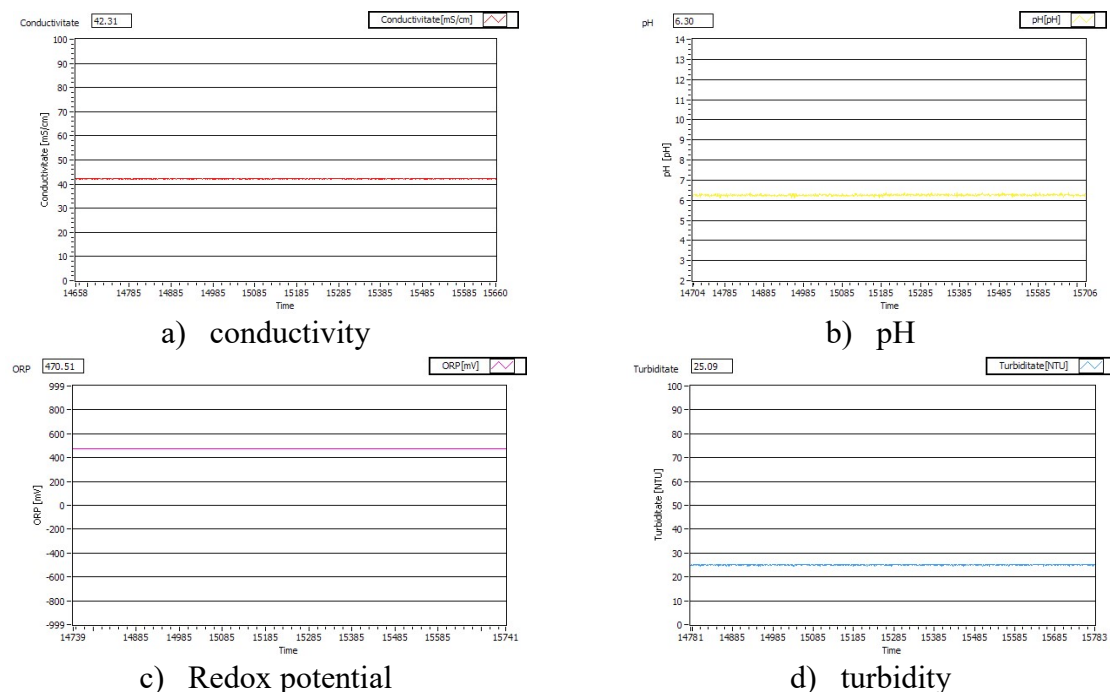 Conductivitate 42.31 Conductivitate[mS/cm]
100
90
80
70
60
50
40
30
20
10
0
Conductivitate [mS/cm]
14658 14785 14885 14985 15085 15185 15285 15385 15485 15585 15660
Time
a) conductivity
pH 6.30 pH[pH]
14
13
12
11
10
9
8
7
6
5
4
3
2
pH [pH]
14704 14785 14885 14985 15085 15185 15285 15385 15485 15585 15706
Time
b) pH
ORP 470.51 ORP[mV]
999
800
600
400
200
0
-200
-400
-600
-800
-999
ORP [mV]
14739 14885 14985 15085 15185 15285 15385 15485 15585 15741
Time
c) Redox potential
Turbiditate 25.09 Turbiditate[NTU]
100
90
80
70
60
50
40
30
20
10
0
Turbiditate [NTU]
14781 14885 14985 15085 15185 15285 15385 15485 15585 15685 15783
Time
d) turbidity